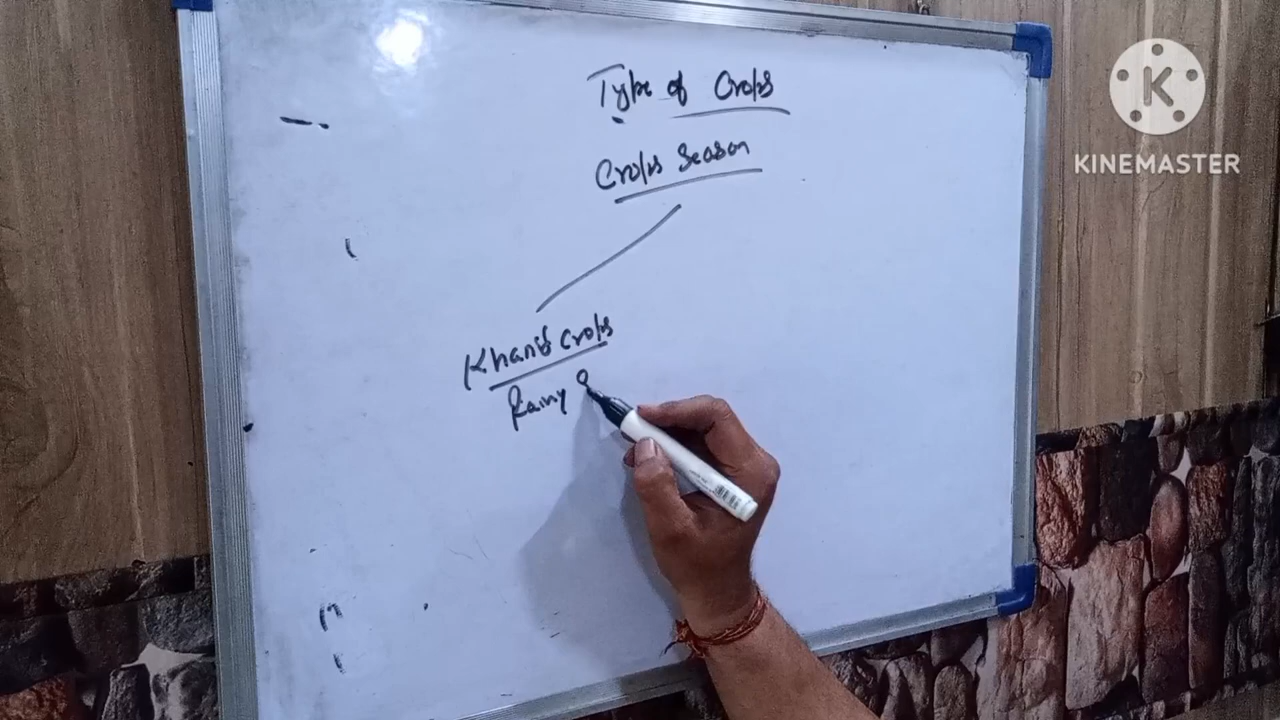 Type of Crops
Crops Season
Kharif Crops
Rainy S
K
KINEMASTER